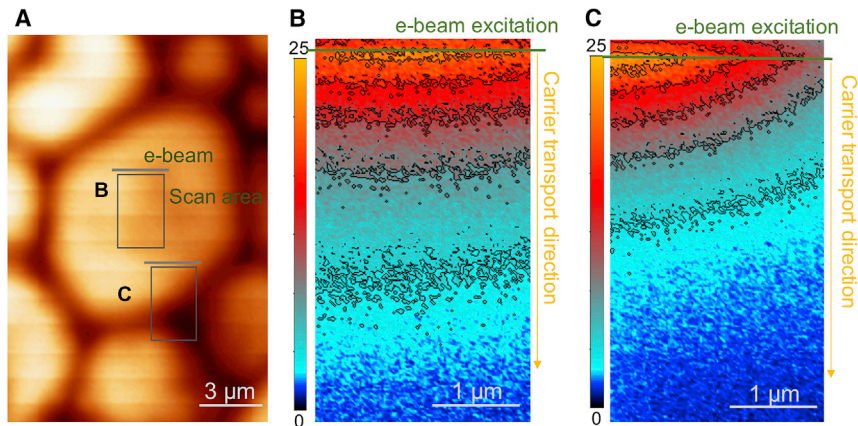 A
e-beam
B
Scan area
C
3 µm
B
e-beam excitation
25
0
Carrier transport direction
1 µm
C
e-beam excitation
25
0
Carrier transport direction
1 µm